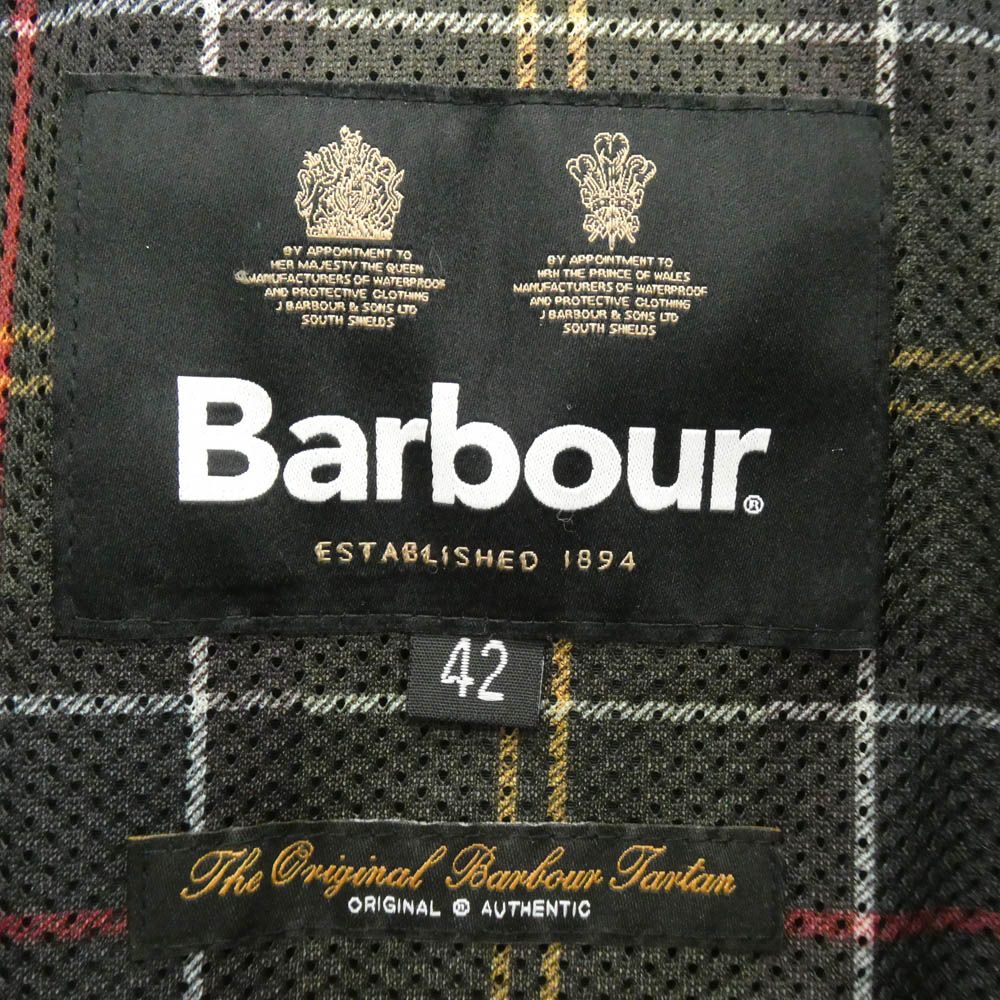 BY APPOINTMENT TO
HER MAJESTY THE QUEEN
MANUFACTURERS OF WATERPROOF
AND PROTECTIVE CLOTHING
J BARBOUR & SONS LTD
SOUTH SHIELDS
BY APPOINTMENT TO
HRH THE PRINCE OF WALES
MANUFACTURERS OF WATERPROOF
AND PROTECTIVE CLOTHING
J BARBOUR & SONS LTD
SOUTH SHIELDS
Barbour®
ESTABLISHED 1894
42
The Original Barbour Tartan
ORIGINAL ® AUTHENTIC